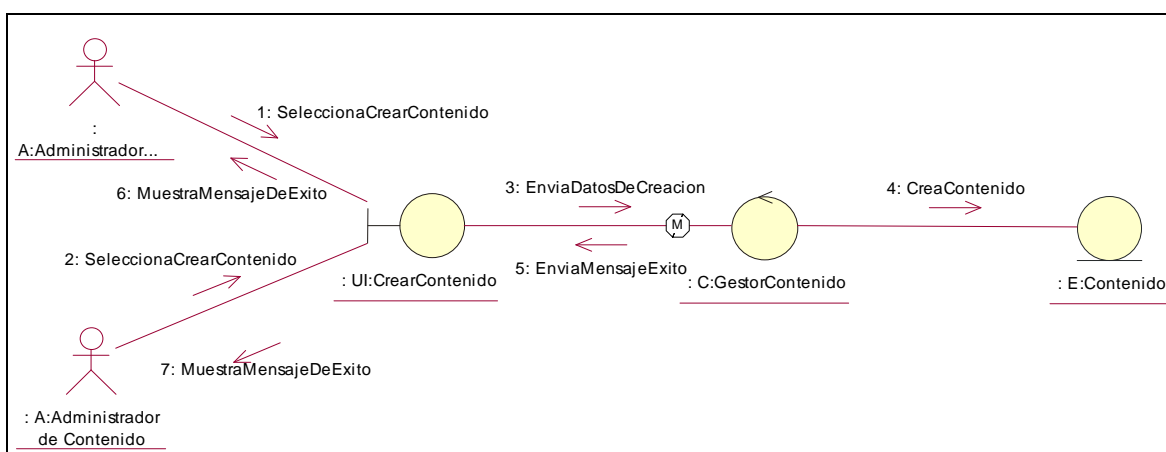 1: SeleccionaCrearContenido
:
A:Administrador...
6: MuestraMensajeDeExito
3: EnviaDatosDeCreacion
4: CreaContenido
M
2: SeleccionaCrearContenido
5: EnviaMensajeExito
: UI:CrearContenido
: C:GestorContenido
: E:Contenido
7: MuestraMensajeDeExito
: A:Administrador
de Contenido